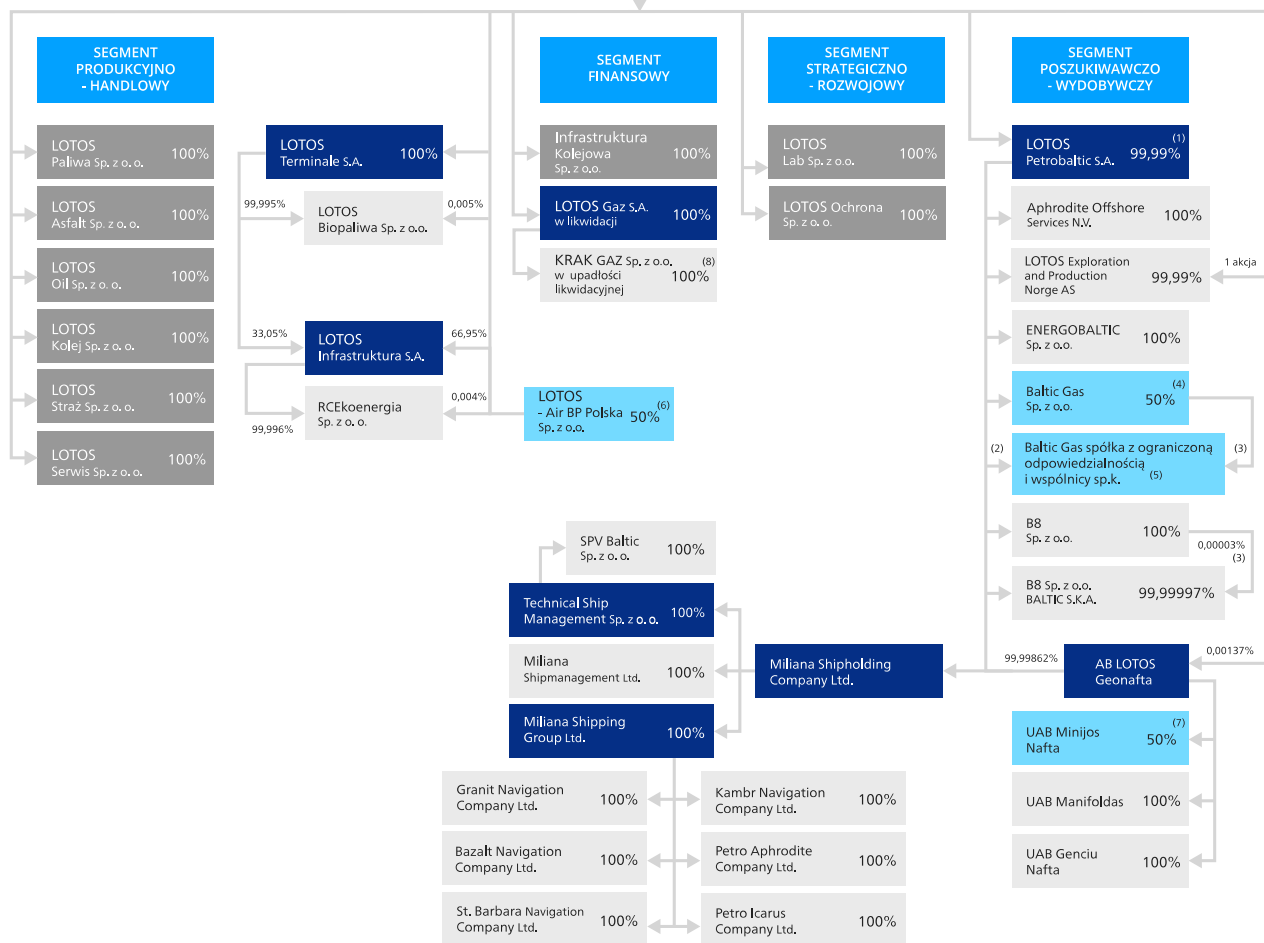 SEGMENT
PRODUKCYJNO
- HANDLOWY
SEGMENT
FINANSOWY
SEGMENT
STRATEGICZNO
- ROZWOJOWY
SEGMENT
POSZUKIWAWCZO
- WYDOBYWCZY
LOTOS
Paliwa Sp. z o. o. 100%
LOTOS
Asfalt Sp. z o. o. 100%
LOTOS
Oil Sp. z o. o. 100%
LOTOS
Kolej Sp. z o. o. 100%
LOTOS
Straż Sp. z o. o. 100%
LOTOS
Serwis Sp. z o. o. 100%
LOTOS
Terminale S.A. 100%
99,995%
0,005%
LOTOS
Biopaliwa Sp. z o.o.
33,05%
66,95%
LOTOS
Infrastruktura S.A.
RCEkoenergia
Sp. z o. o.
0,004%
99,996%
Infrastruktura
Kolejowa
Sp. z o.o.
100%
LOTOS Gaz S.A.
w likwidacji
100%
KRAK GAZ Sp. z o.o. (8)
w upadłości
likwidacyjnej
100%
LOTOS
- Air BP Polska
Sp. z o.o.
50% (6)
LOTOS
Lab Sp. z o.o. 100%
LOTOS Ochrona
Sp. z o. o. 100%
LOTOS
Petrobaltic S.A. 99,99% (1)
Aphrodite Offshore
Services N.V.
100%
LOTOS Exploration
and Production
Norge AS
99,99%
1 akcja
ENERGOBALTIC
Sp. z o.o.
100%
Baltic Gas
Sp. z o.o.
50% (4)
(2)
(3)
Baltic Gas spółka z ograniczoną
odpowiedzialnością
i wspólnicy sp.k. (5)
B8
Sp. z o.o.
100%
0,00003%
(3)
B8 Sp. z o.o.
BALTIC S.K.A.
99,99997%
SPV Baltic
Sp. z o. o.
100%
Technical Ship
Management Sp. z o. o. 100%
Miliana
Shipmanagement Ltd. 100%
Miliana Shipping
Group Ltd. 100%
Miliana Shipholding
Company Ltd.
99,99862%
AB LOTOS
Geonafta
0,00137%
UAB Minijos
Nafta
50% (7)
UAB Manifoldas 100%
UAB Genciu
Nafta
100%
Granit Navigation
Company Ltd. 100%
Kambr Navigation
Company Ltd. 100%
Bazalt Navigation
Company Ltd. 100%
Petro Aphrodite
Company Ltd. 100%
St. Barbara Navigation
Company Ltd. 100%
Petro Icarus
Company Ltd. 100%